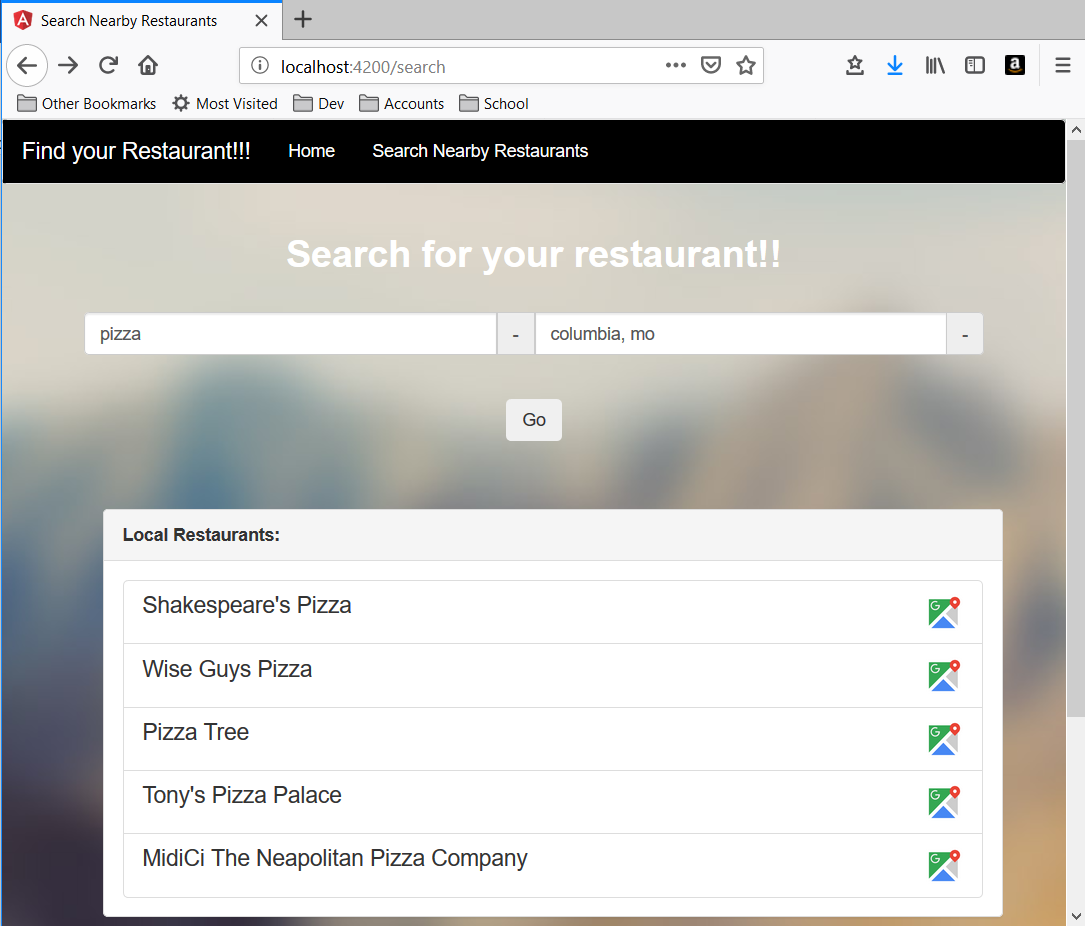 Search Nearby Restaurants
localhost:4200/search
Other Bookmarks Most Visited Dev Accounts School
Find your Restaurant!!! Home Search Nearby Restaurants
Search for your restaurant!!
pizza - columbia, mo -
Go
Local Restaurants:
Shakespeare's Pizza
Wise Guys Pizza
Pizza Tree
Tony's Pizza Palace
MidiCi The Neapolitan Pizza Company